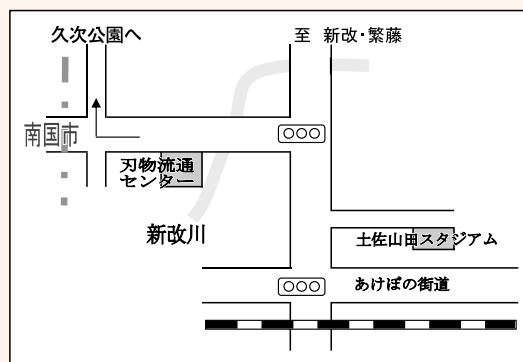 久次公園へ
至 新改・繁藤
南国市
刃物流通
センター
新改川
土佐山田スタジアム
あけぼの街道